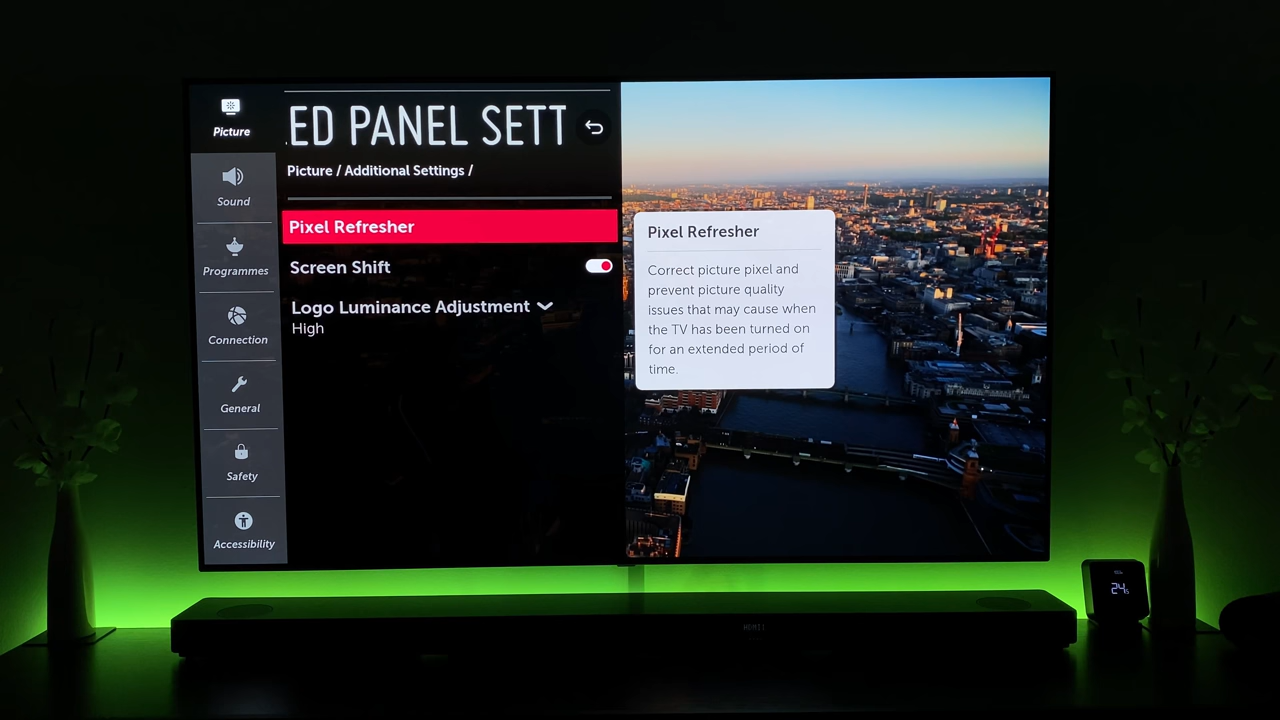 Picture
Sound
Programmes
Connection
General
Safety
Accessibility
ED PANEL SETT
Picture / Additional Settings /
Pixel Refresher
Screen Shift
Logo Luminance Adjustment
High
Pixel Refresher
Correct picture pixel and
prevent picture quality
issues that may cause when
the TV has been turned on
for an extended period of
time.
HDMI1
24